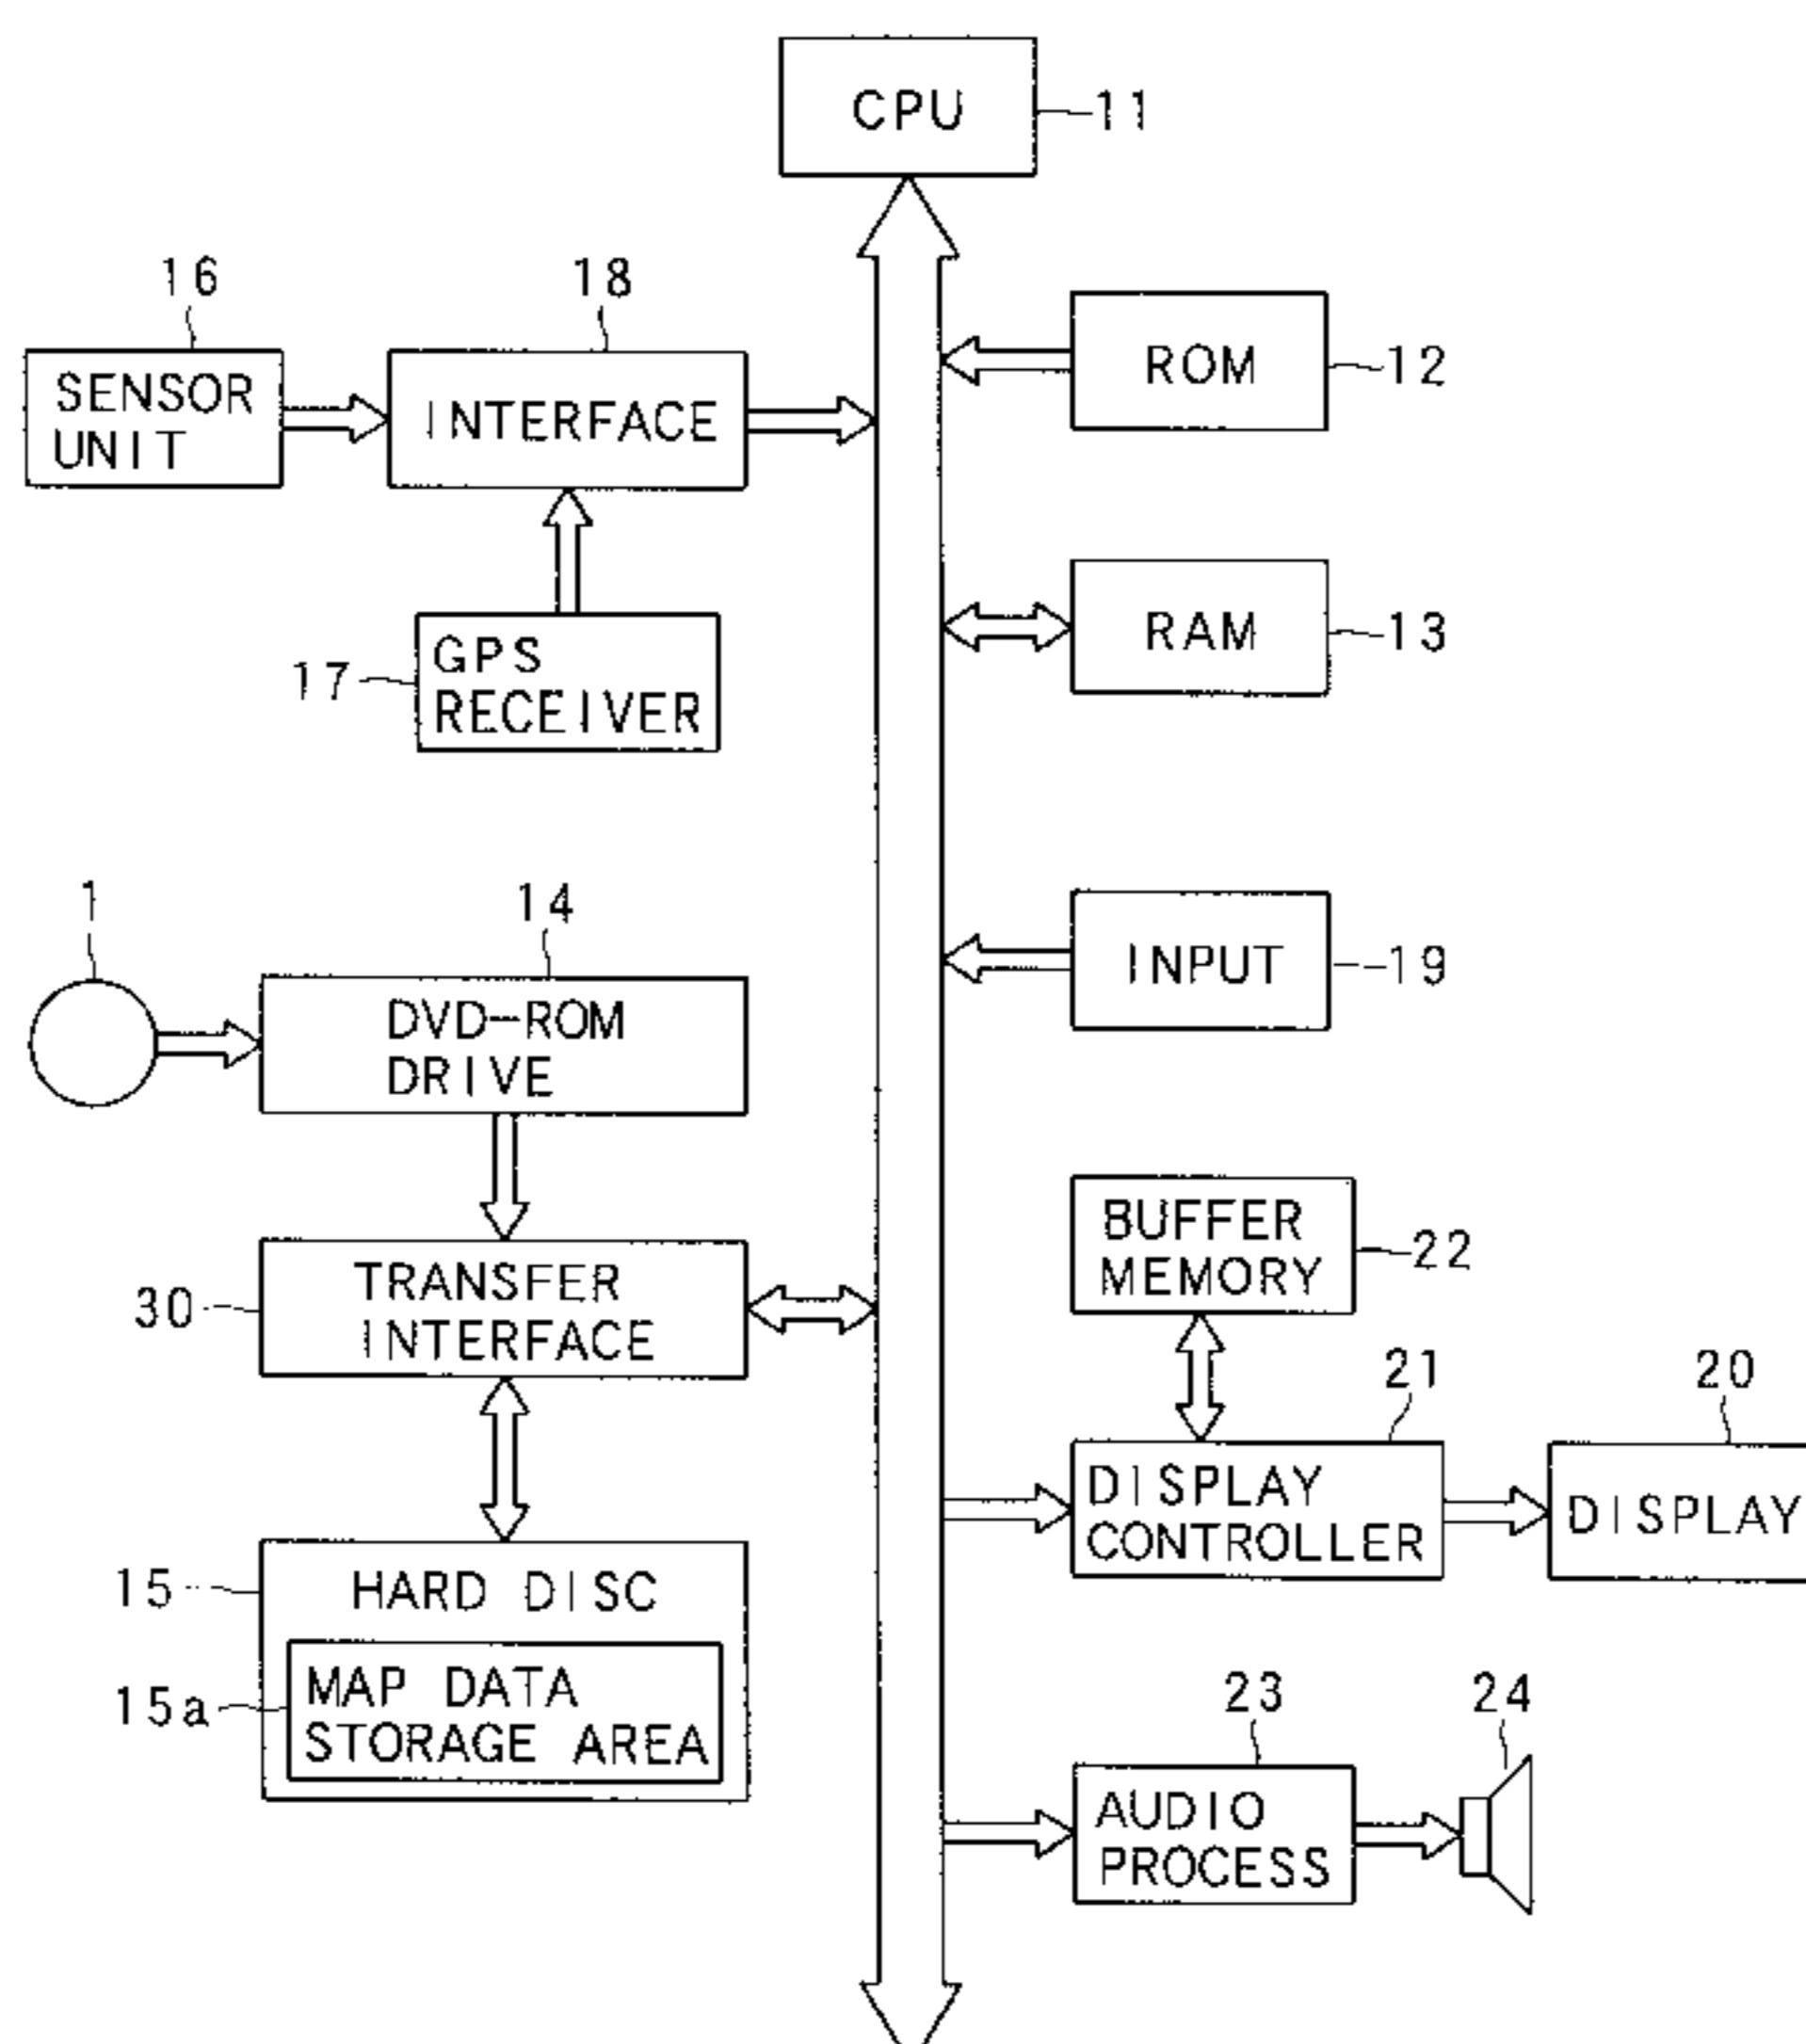 CPU
11
16
18
SENSOR
UNIT
INTERFACE
ROM
12
17
GPS
RECEIVER
RAM
13
1
14
DVD-ROM
DRIVE
INPUT
19
30
TRANSFER
INTERFACE
BUFFER
MEMORY
22
21
20
DISPLAY
CONTROLLER
DISPLAY
15
HARD DISC
15a
MAP DATA
STORAGE AREA
23
24
AUDIO
PROCESS